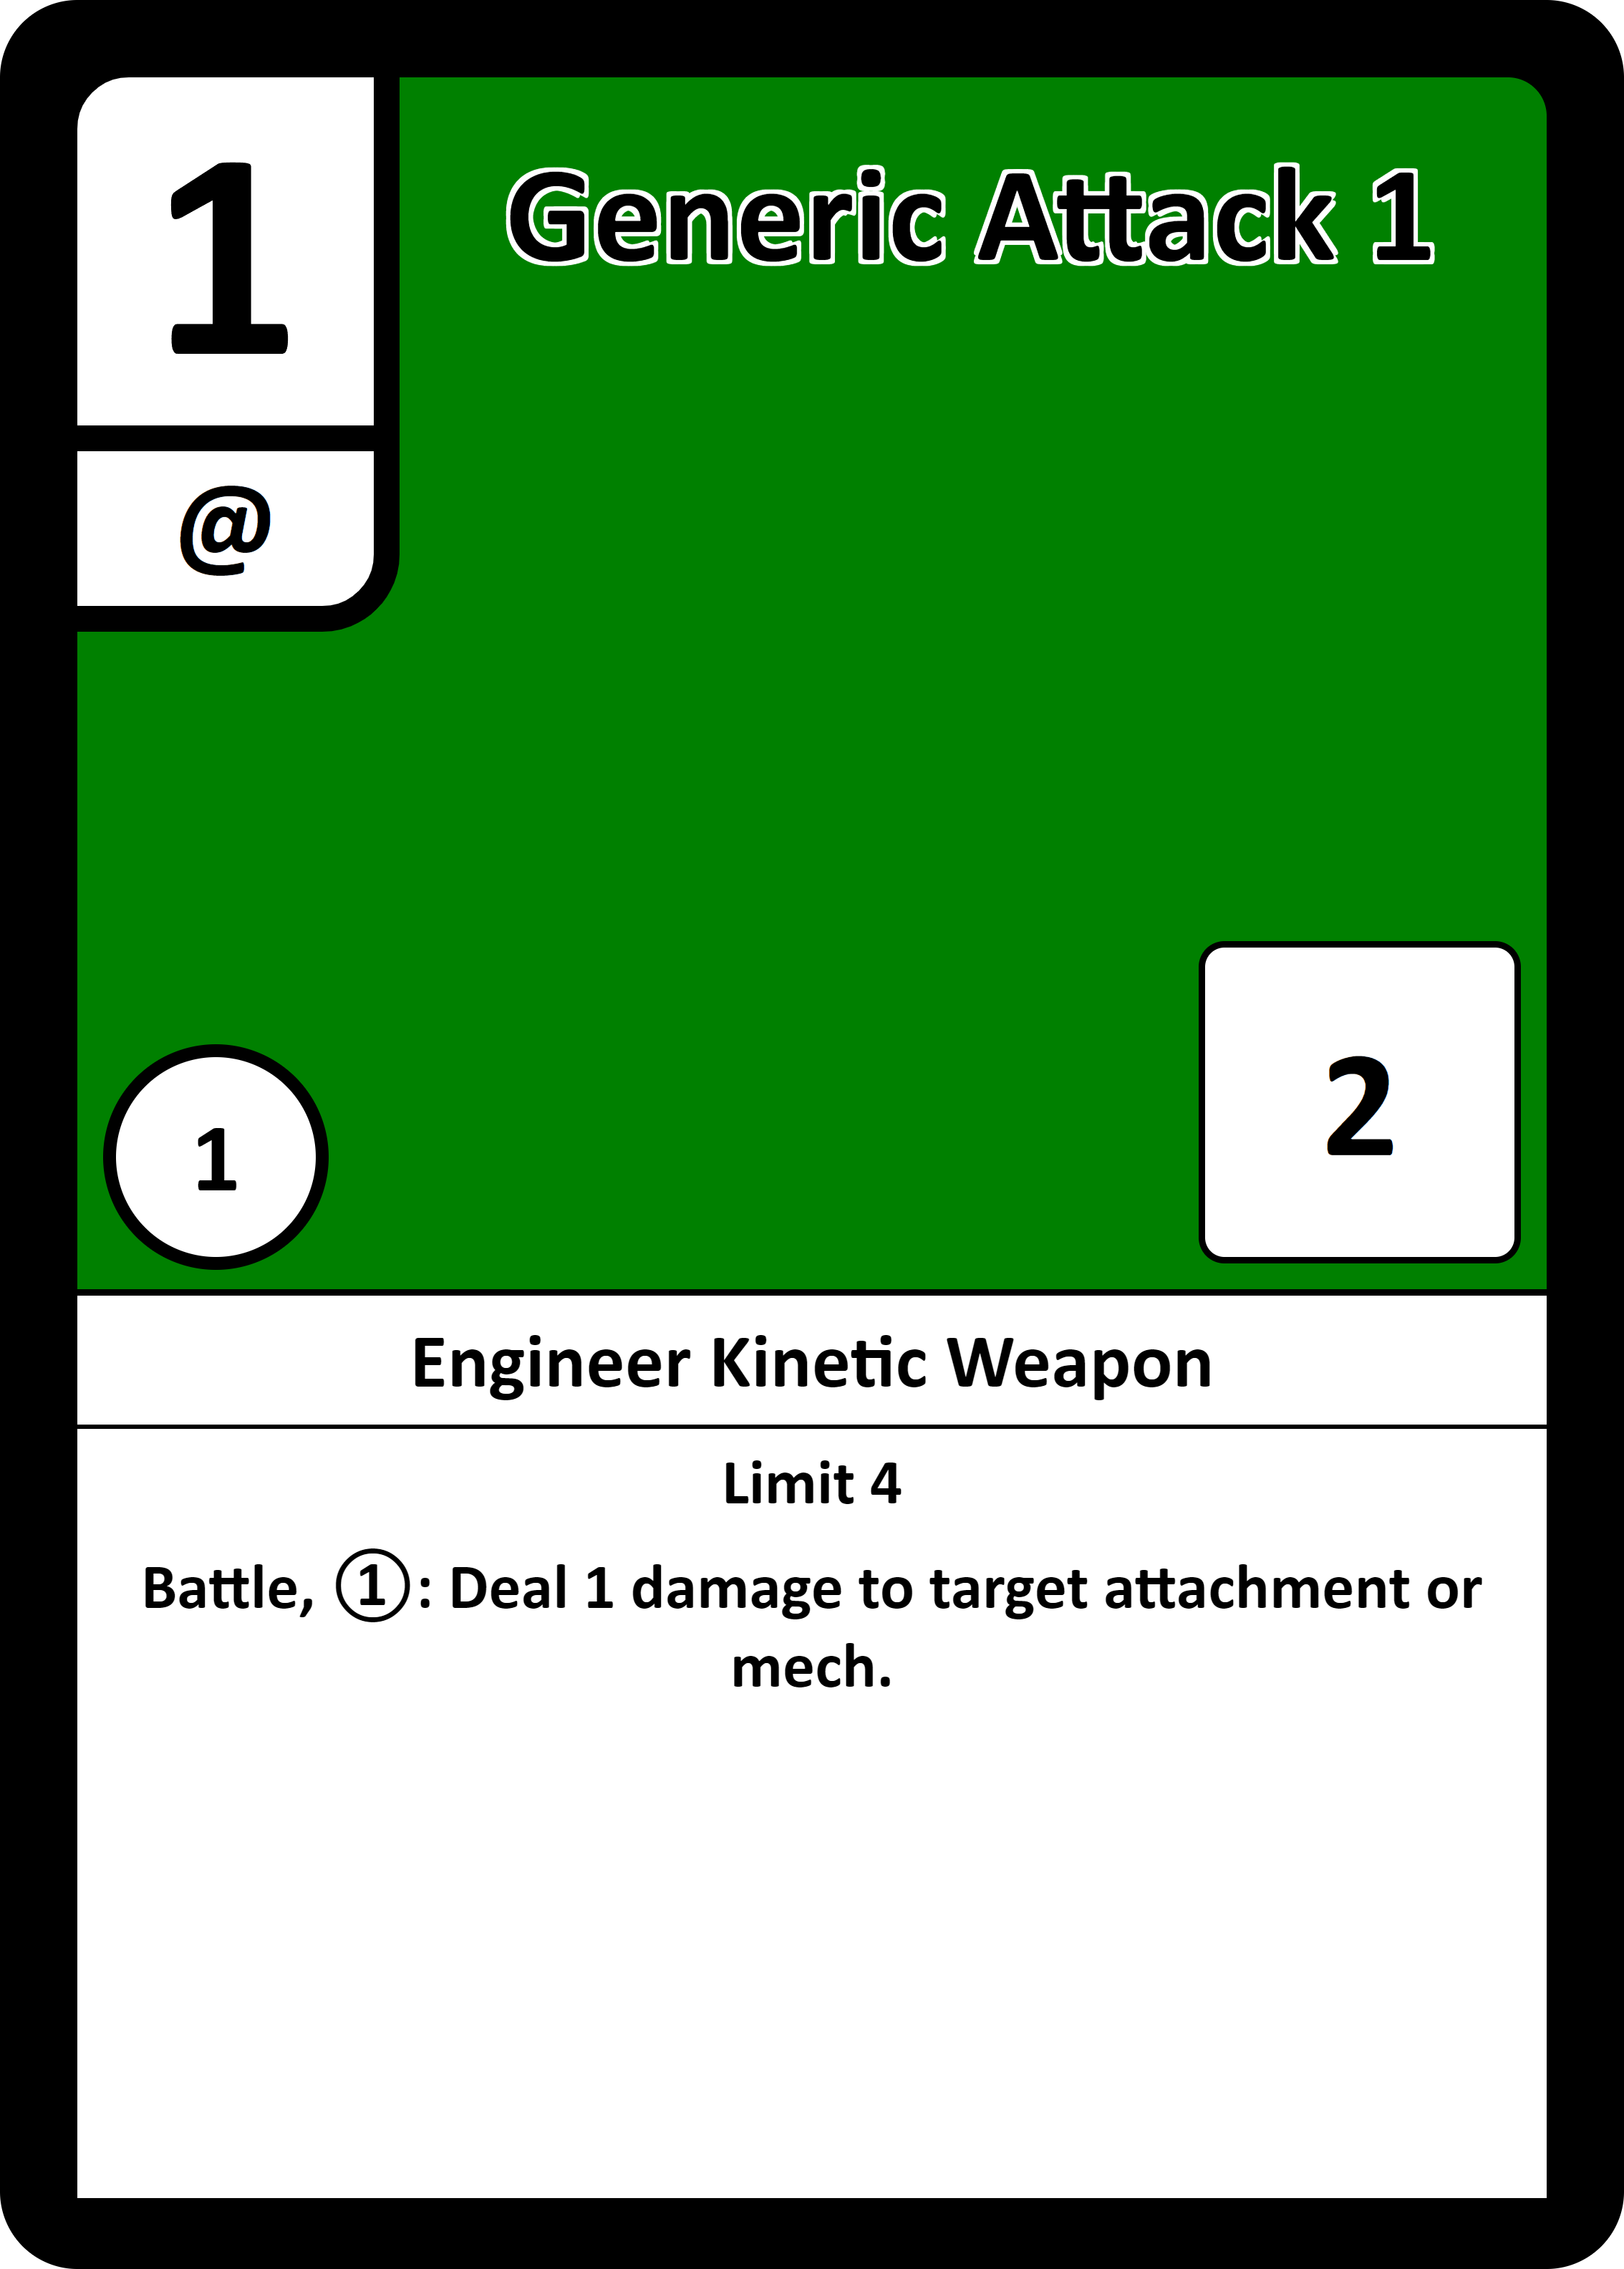 1
Generic Attack 1
@
1
2
Engineer Kinetic Weapon
Limit 4
Battle, ①: Deal 1 damage to target attachment or
mech.